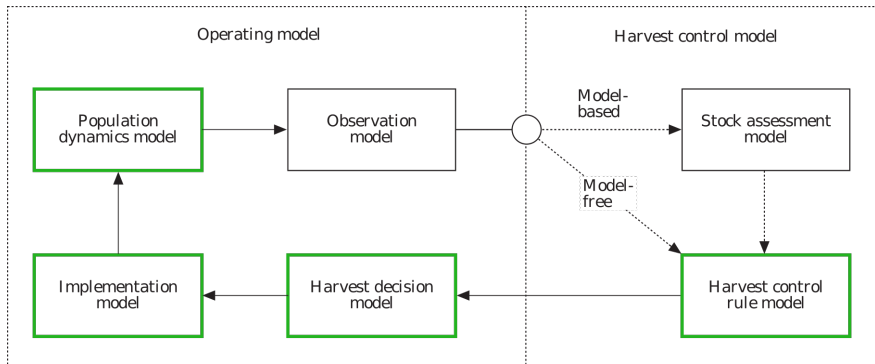 Operating model
Harvest control model
Population
dynamics model
Observation
model
Model-
based
Stock assessment
model
Model-
free
Implementation
model
Harvest decision
model
Harvest control
rule model